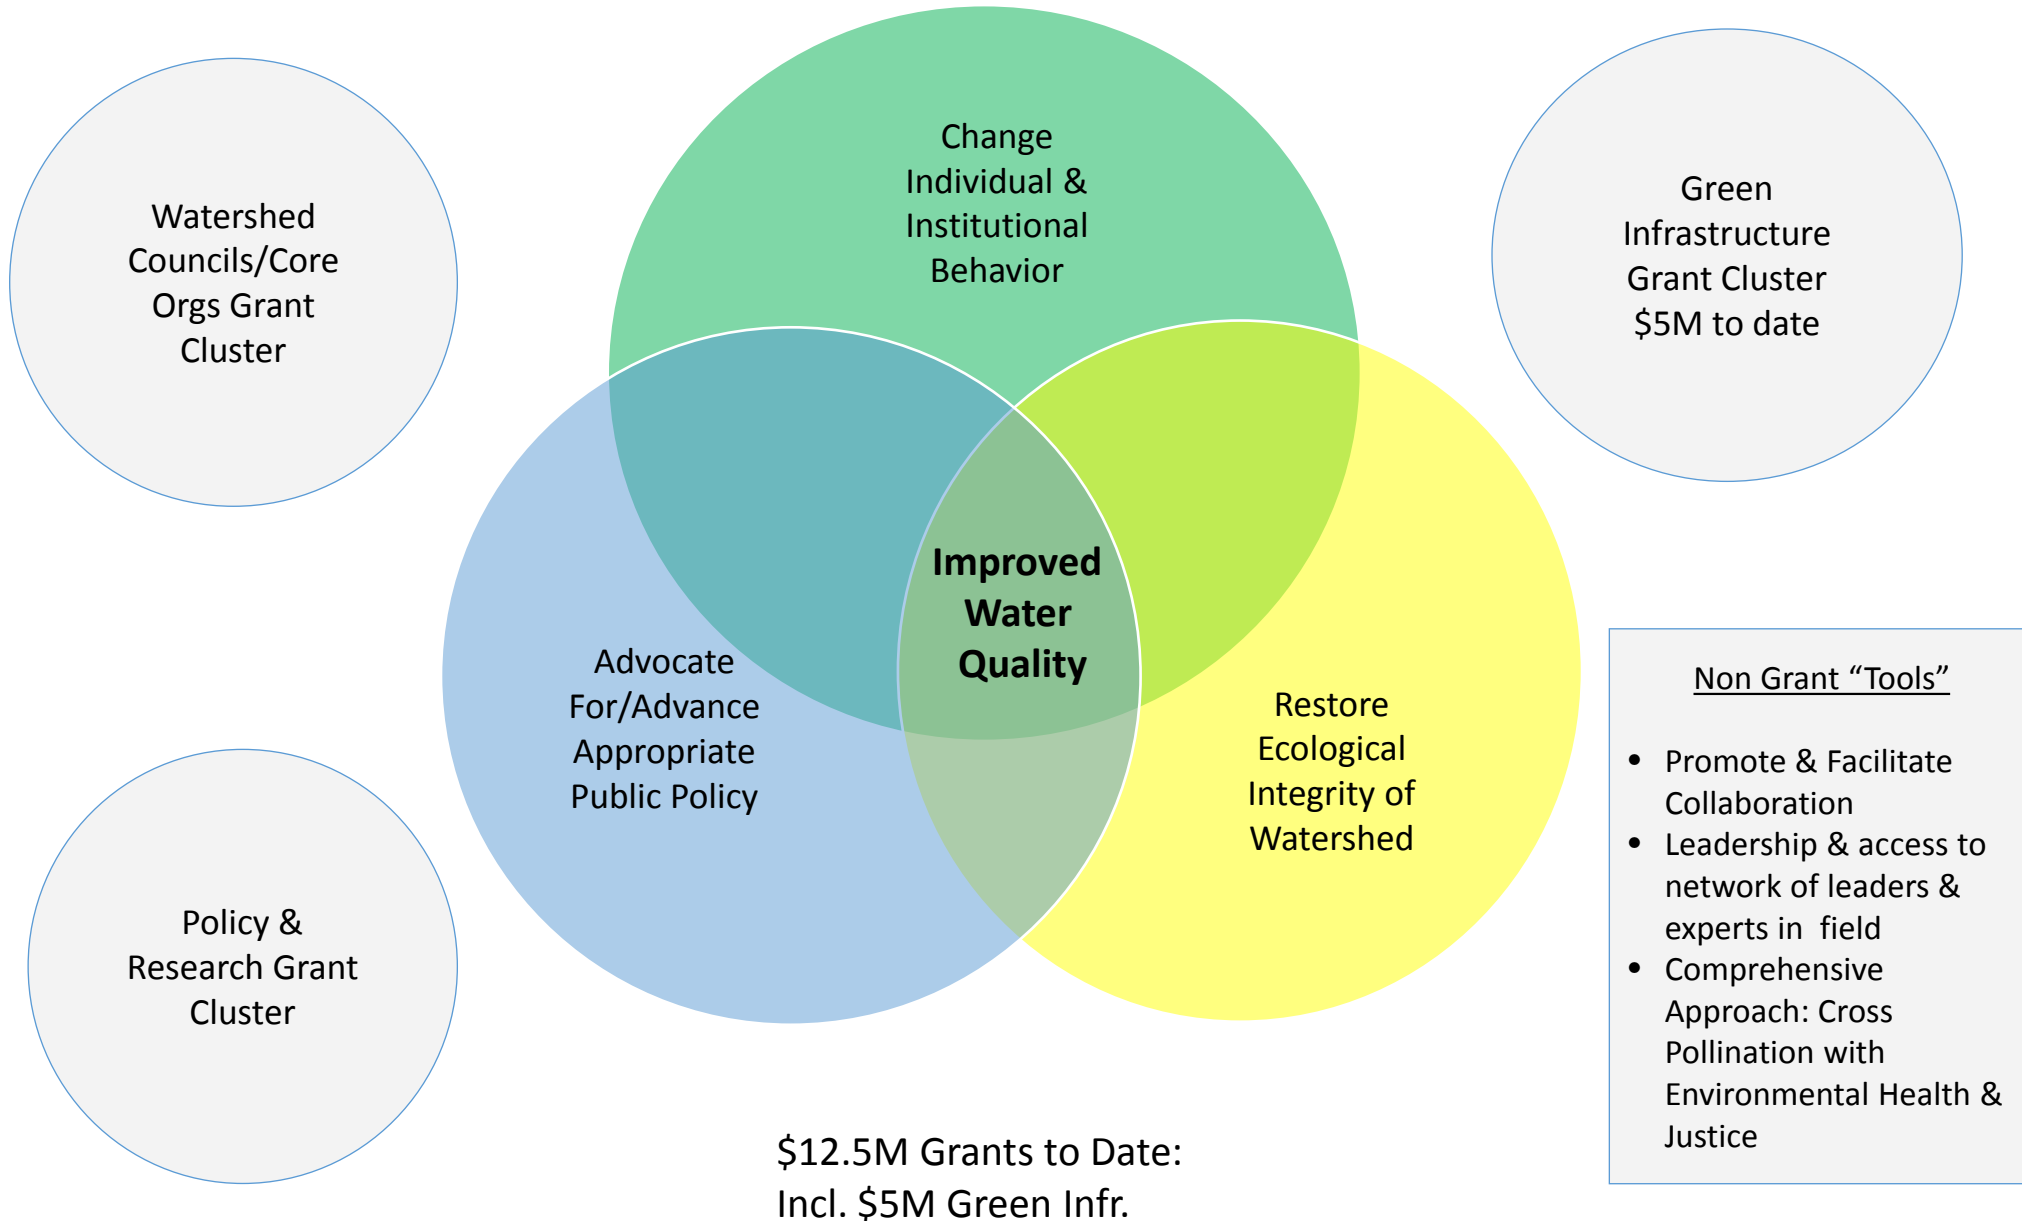 Change
Individual &
Institutional
Behavior
Watershed
Councils/Core
Orgs Grant
Cluster
Green
Infrastructure
Grant Cluster
$5M to date
Improved
Water
Quality
Advocate
For/Advance
Appropriate
Public Policy
Restore
Ecological
Integrity of
Watershed
Non Grant “Tools”
• Promote & Facilitate
Collaboration
• Leadership & access to
network of leaders &
experts in  field
• Comprehensive
Approach: Cross
Pollination with
Environmental Health &
Justice
Policy &
Research Grant
Cluster
$12.5M Grants to Date:
Incl. $5M Green Infr.